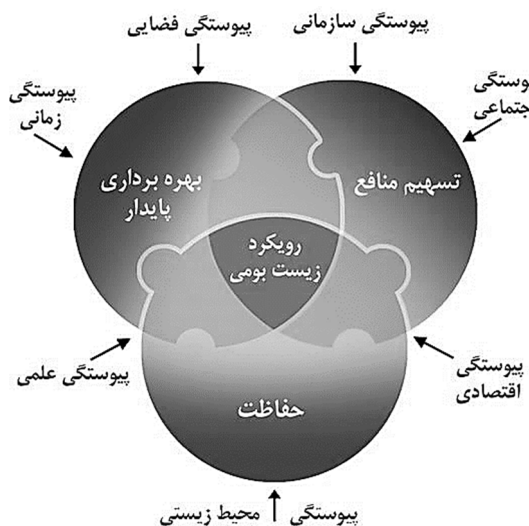 پیوستگی سازمانی
پیوستگی فضایی
وستگی
جتماعی
پیوستگی
زمانی
تسهیم منافع
بهره برداری
پایدار
رویکرد
زیست بومی
پیوستگی
اقتصادی
پیوستگی علمی
حفاظت
پیوستگی محیط زیستی